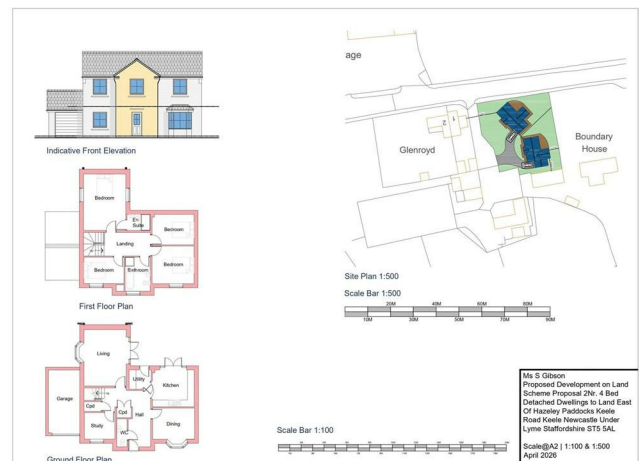 Indicative Front Elevation
Bedroom
En
Suite
Bedroom
Landing
Bedroom
Bathroom
Bedroom
First Floor Plan
Living
Utility
Kitchen
Garage
Cpd
Cpd
Hall
Study
WC
Dining
Ground Floor Plan
age
1
2
Glenroyd
Boundary
House
Site Plan 1:500
Scale Bar 1:500
20M 40M 60M 80M
10M 30M 50M 70M 90M
Scale Bar 1:100
Ms S Gibson
Proposed Development on Land
Scheme Proposal 2Nr. 4 Bed
Detached Dwellings to Land East
Of Hazeley Paddocks Keele
Road Keele Newcastle Under
Lyme Staffordshire ST5 5AL
Scale@A2 | 1:100 & 1:500
April 2026